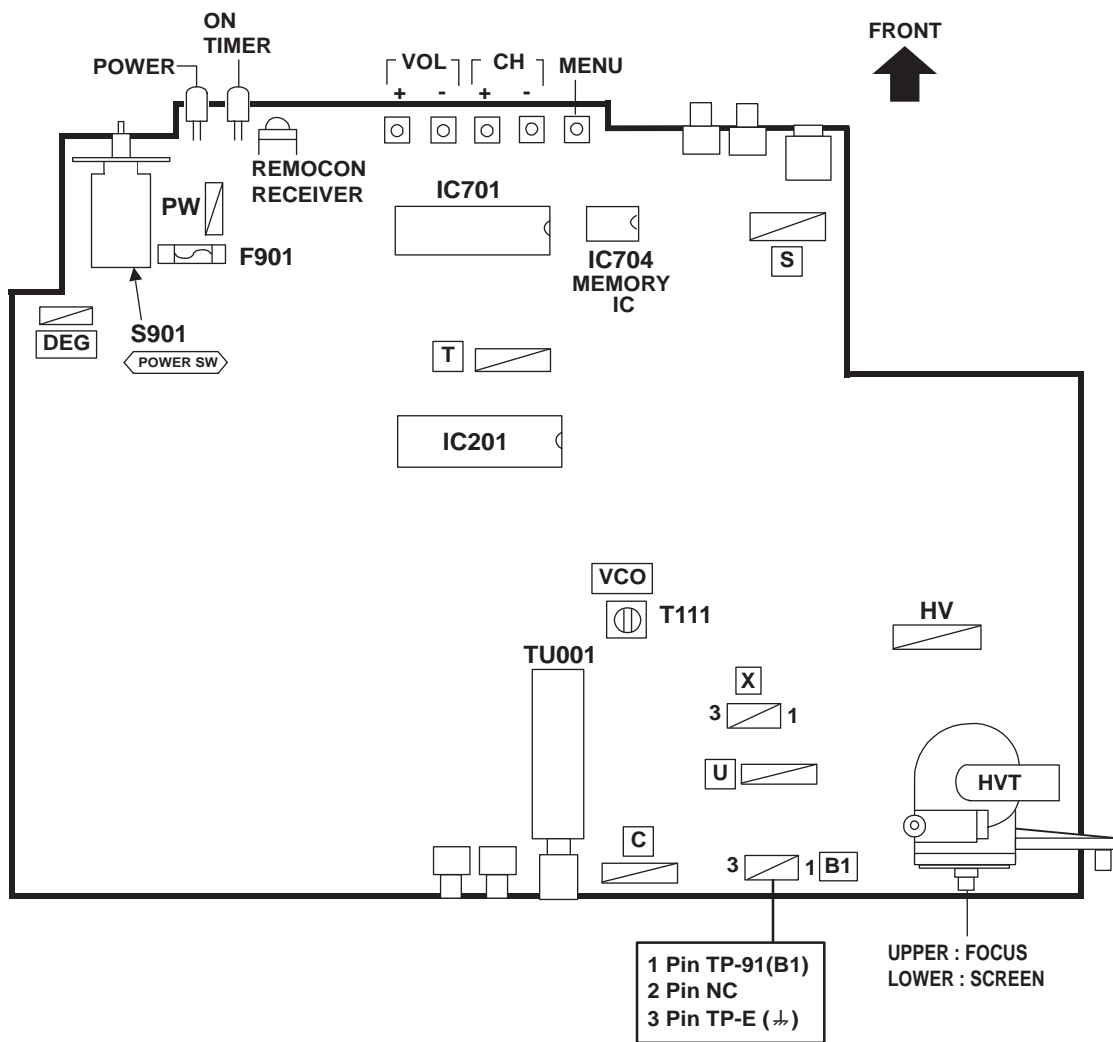 ON
TIMER
FRONT
POWER
VOL
CH
MENU
+ - + -
REMOCON
RECEIVER
IC701
PW
F901
IC704
MEMORY
IC
S
DEG
S901
POWER SW
T
IC201
VCO
T111
HV
TU001
X
3 1
U
HVT
C
3 1 B1
UPPER : FOCUS
LOWER : SCREEN
1 Pin TP-91(B1)
2 Pin NC
3 Pin TP-E ( )